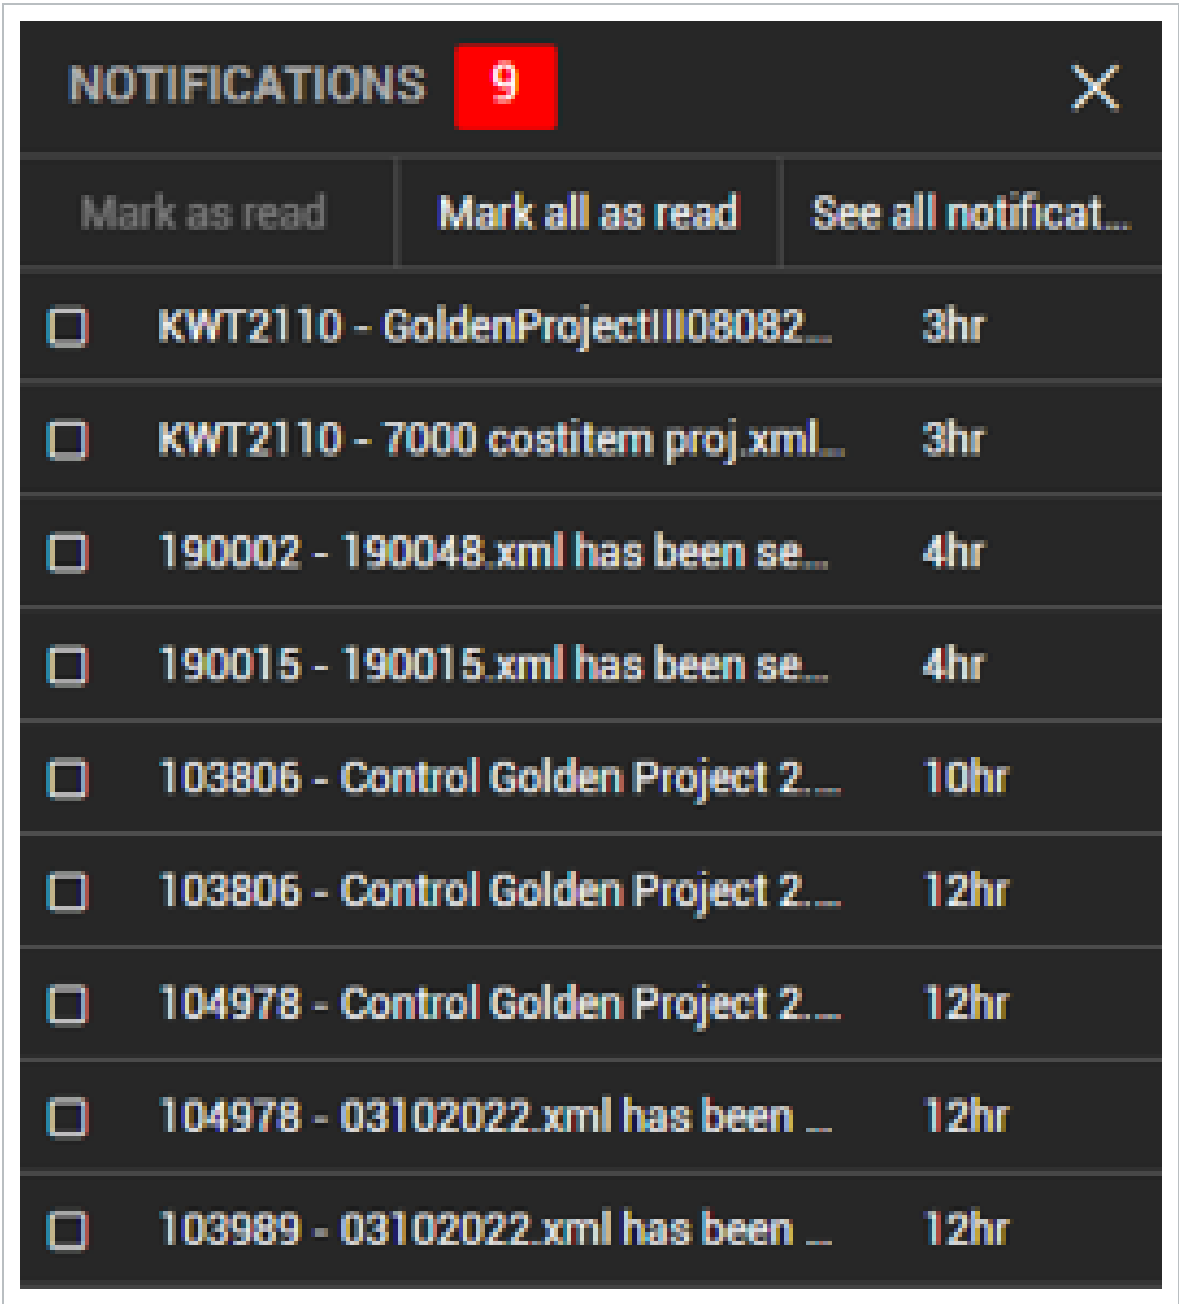 NOTIFICATIONS 9
Mark as read Mark all as read See all notificat...
KWT2110 - GoldenProjectIII08082... 3hr
KWT2110 - 7000 costitem proj.xml... 3hr
190002 - 190048.xml has been se... 4hr
190015 - 190015.xml has been se... 4hr
103806 - Control Golden Project 2.... 10hr
103806 - Control Golden Project 2.... 12hr
104978 - Control Golden Project 2.... 12hr
104978 - 03102022.xml has been ... 12hr
103989 - 03102022.xml has been ... 12hr